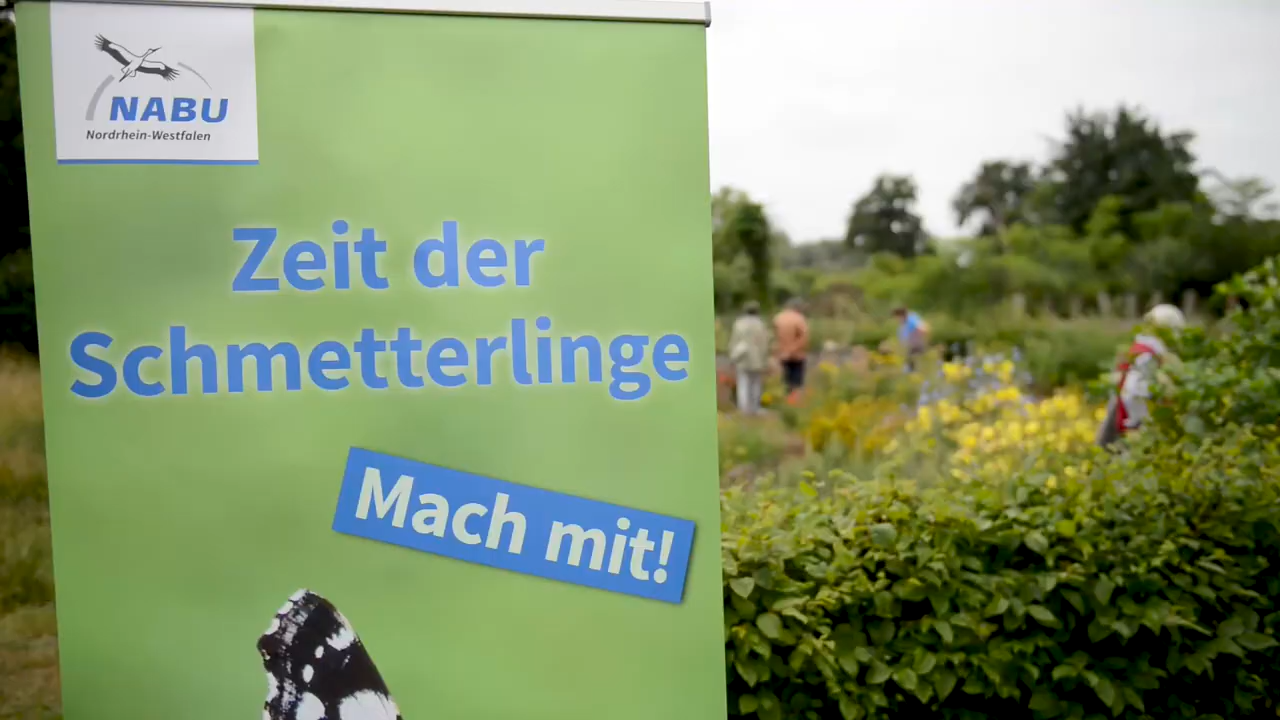 NABU
Nordrhein-Westfalen
Zeit der
Schmetterlinge
Mach mit!